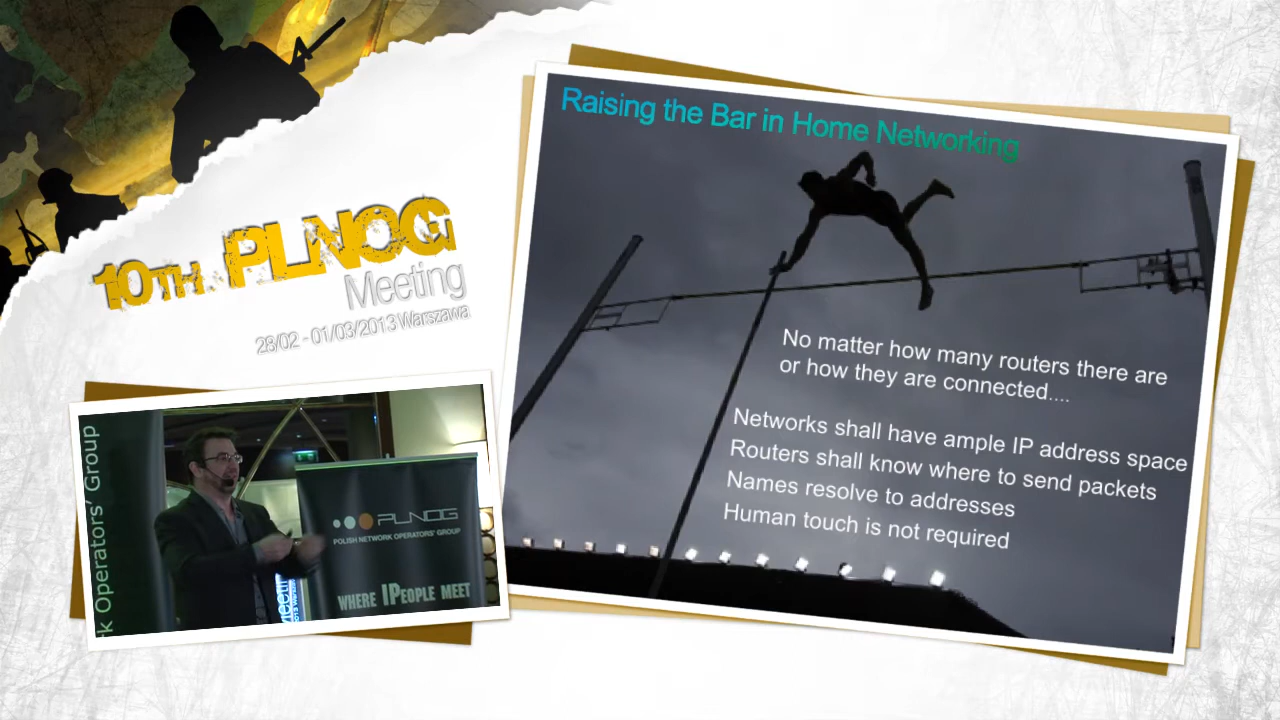 10TH. PLNOG
Meeting
28/02 - 01/03/2013 Warszawa
Raising the Bar in Home Networking
No matter how many routers there are
or how they are connected....
Networks shall have ample IP address space
Routers shall know where to send packets
Names resolve to addresses
Human touch is not required
k Operators' Group
PLNOG
POLISH NETWORK OPERATORS' GROUP
WHERE IPEOPLE MEET